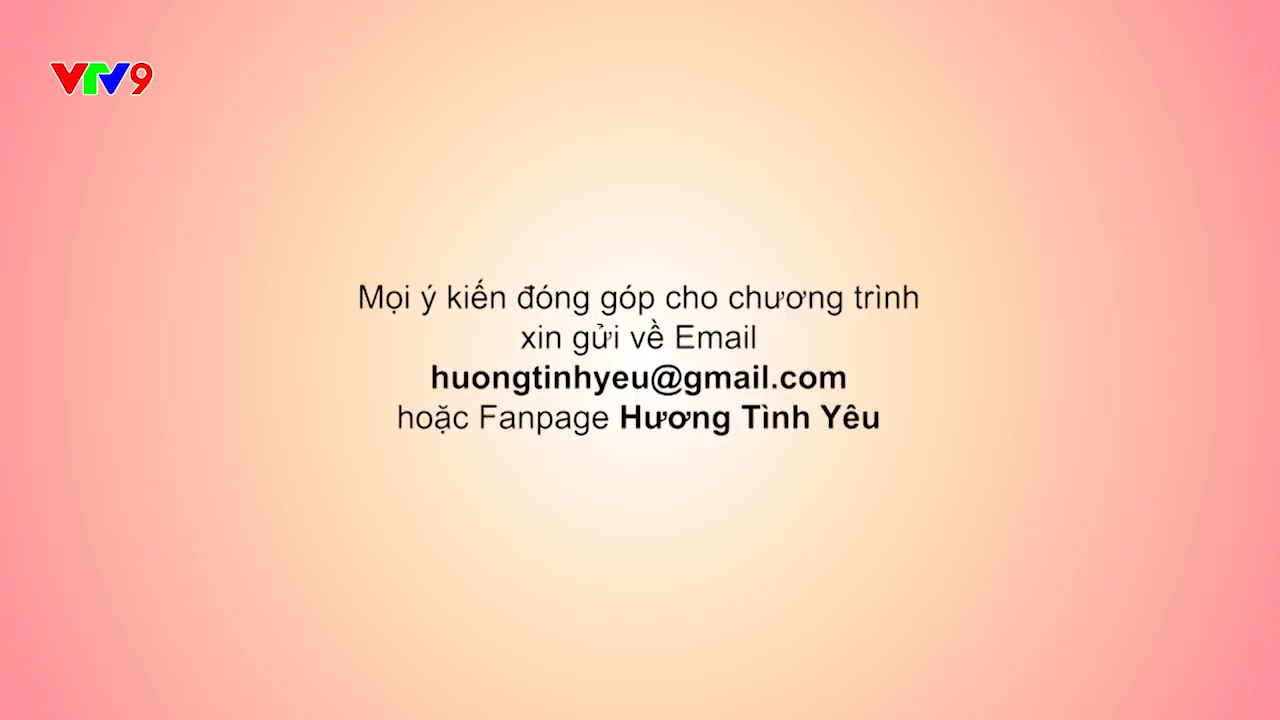 VTV9
Mọi ý kiến đóng góp cho chương trình
xin gửi về Email
huongtinhyeu@gmail.com
hoặc Fanpage Hương Tình Yêu